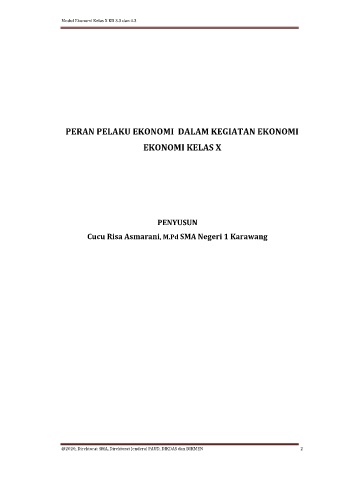 Modul Ekonomi Kelas X KD 3.3 dan 4.3
PERAN PELAKU EKONOMI DALAM KEGIATAN EKONOMI
EKONOMI KELAS X
PENYUSUN
Cucu Risa Asmarani, M.Pd SMA Negeri 1 Karawang
@2020, Direktorat SMA, Direktorat Jenderal PAUD, DIKDAS dan DIKMEN 2